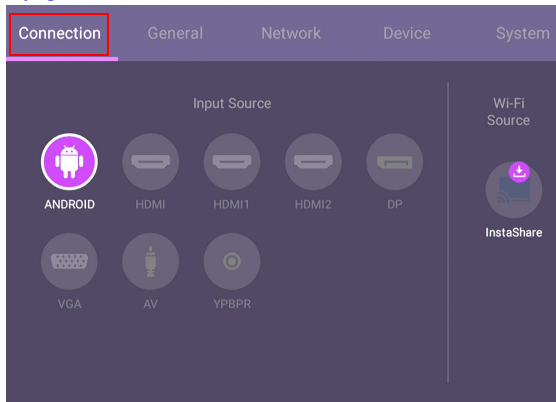 Connection General Network Device System
Input Source
Wi-Fi
Source
ANDROID HDMI HDMI1 HDMI2 DP
InstaShare
VGA AV YPBPR